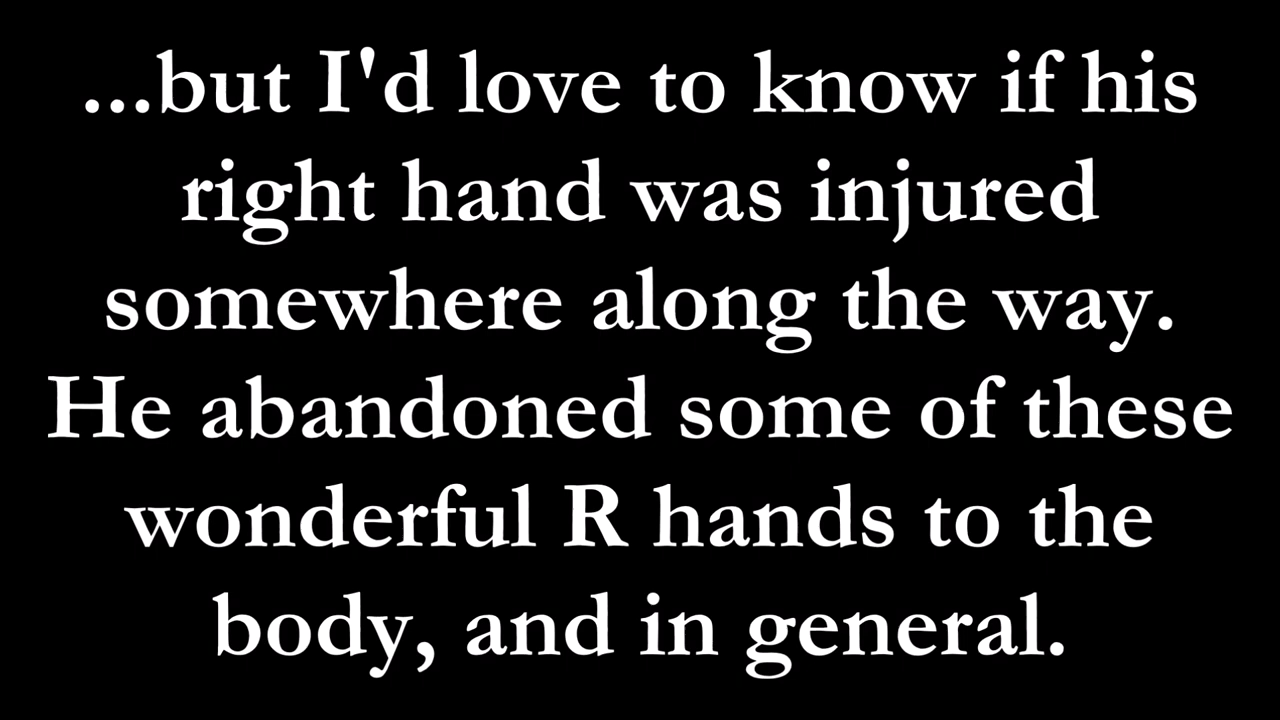 ...but I'd love to know if his
right hand was injured
somewhere along the way.
He abandoned some of these
wonderful R hands to the
body, and in general.